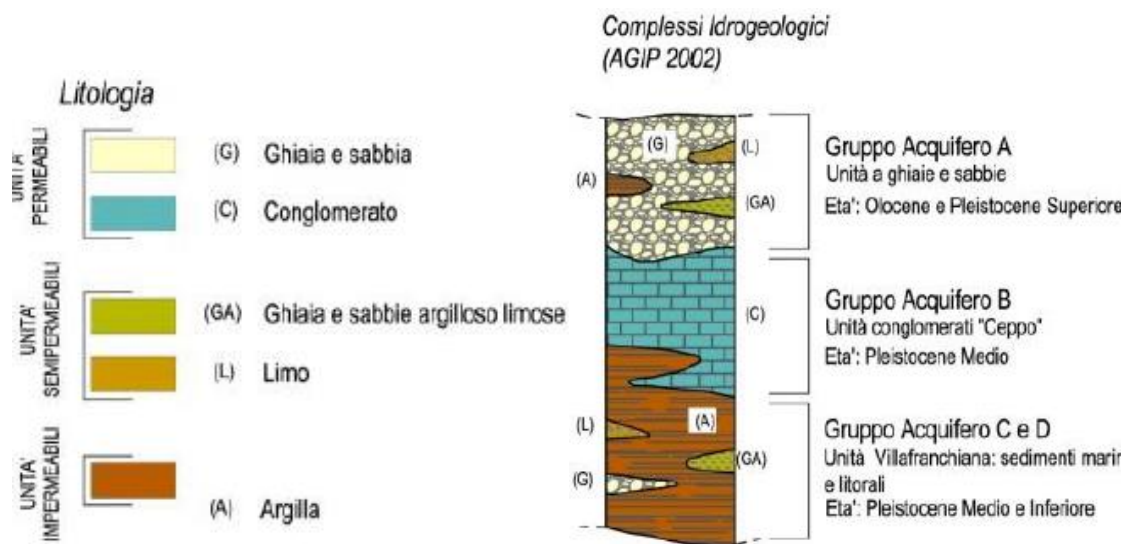 Complessi Idrogeologici
(AGIP 2002)
Litologia
UNITA' PERMEABILI
(G) Ghiaia e sabbia
(C) Conglomerato
UNITA' SEMIPERMEABILI
(GA) Ghiaia e sabbie argilloso limose
(L) Limo
UNITA' IMPERMEABILI
(A) Argilla
(G)
(L)
(A)
(GA)
(C)
(A)
(L)
(GA)
(G)
Gruppo Acquifero A
Unità a ghiaie e sabbie
Eta': Olocene e Pleistocene Superiore
Gruppo Acquifero B
Unità conglomerati "Ceppo"
Eta': Pleistocene Medio
Gruppo Acquifero C e D
Unità Villafranchiana: sedimenti marin
e litorali
Eta': Pleistocene Medio e Inferiore